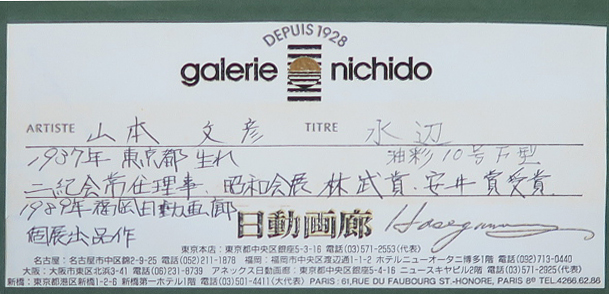 DEPUIS 1928
galerie nichido
ARTISTE 山本 文彦 TITRE 水辺
1937年 東京都生れ 油彩10号F型
二紀会常任理事、昭和会展 林武賞、安井賞受賞
1989年福岡日動画廊
日動画廊
個展出品作
東京本店：東京都中央区銀座5-3-16 電話(03)571-2553(代表)
名古屋：名古屋市中区錦2-9-25 電話(052)211-1878 福岡：福岡市中央区渡辺通1-1-2 ホテルニューオータニ博多1階 電話(092)713-0440
大阪：大阪市東区北浜3-41 電話(06)231-8739 アネックス日動画廊：東京都中央区銀座5-4-16 ニュースキヤピル2階 電話(03)571-2925(代表)
新橋：東京都港区新橋1-2-6 新橋第一ホテル1階 電話(03)501-4411(大代表) PARIS：61,RUE DU FAUBOURG ST-HONORE, PARIS 8º TEL.4266.62.86